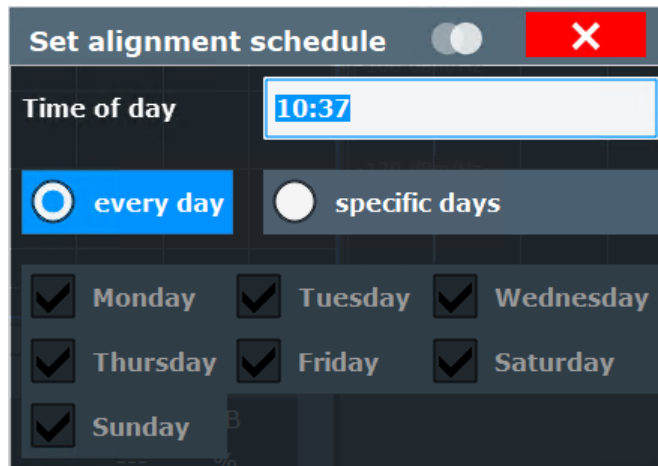 Set alignment schedule
Time of day 10:37
every day specific days
Monday Tuesday Wednesday
Thursday Friday Saturday
Sunday
B
%